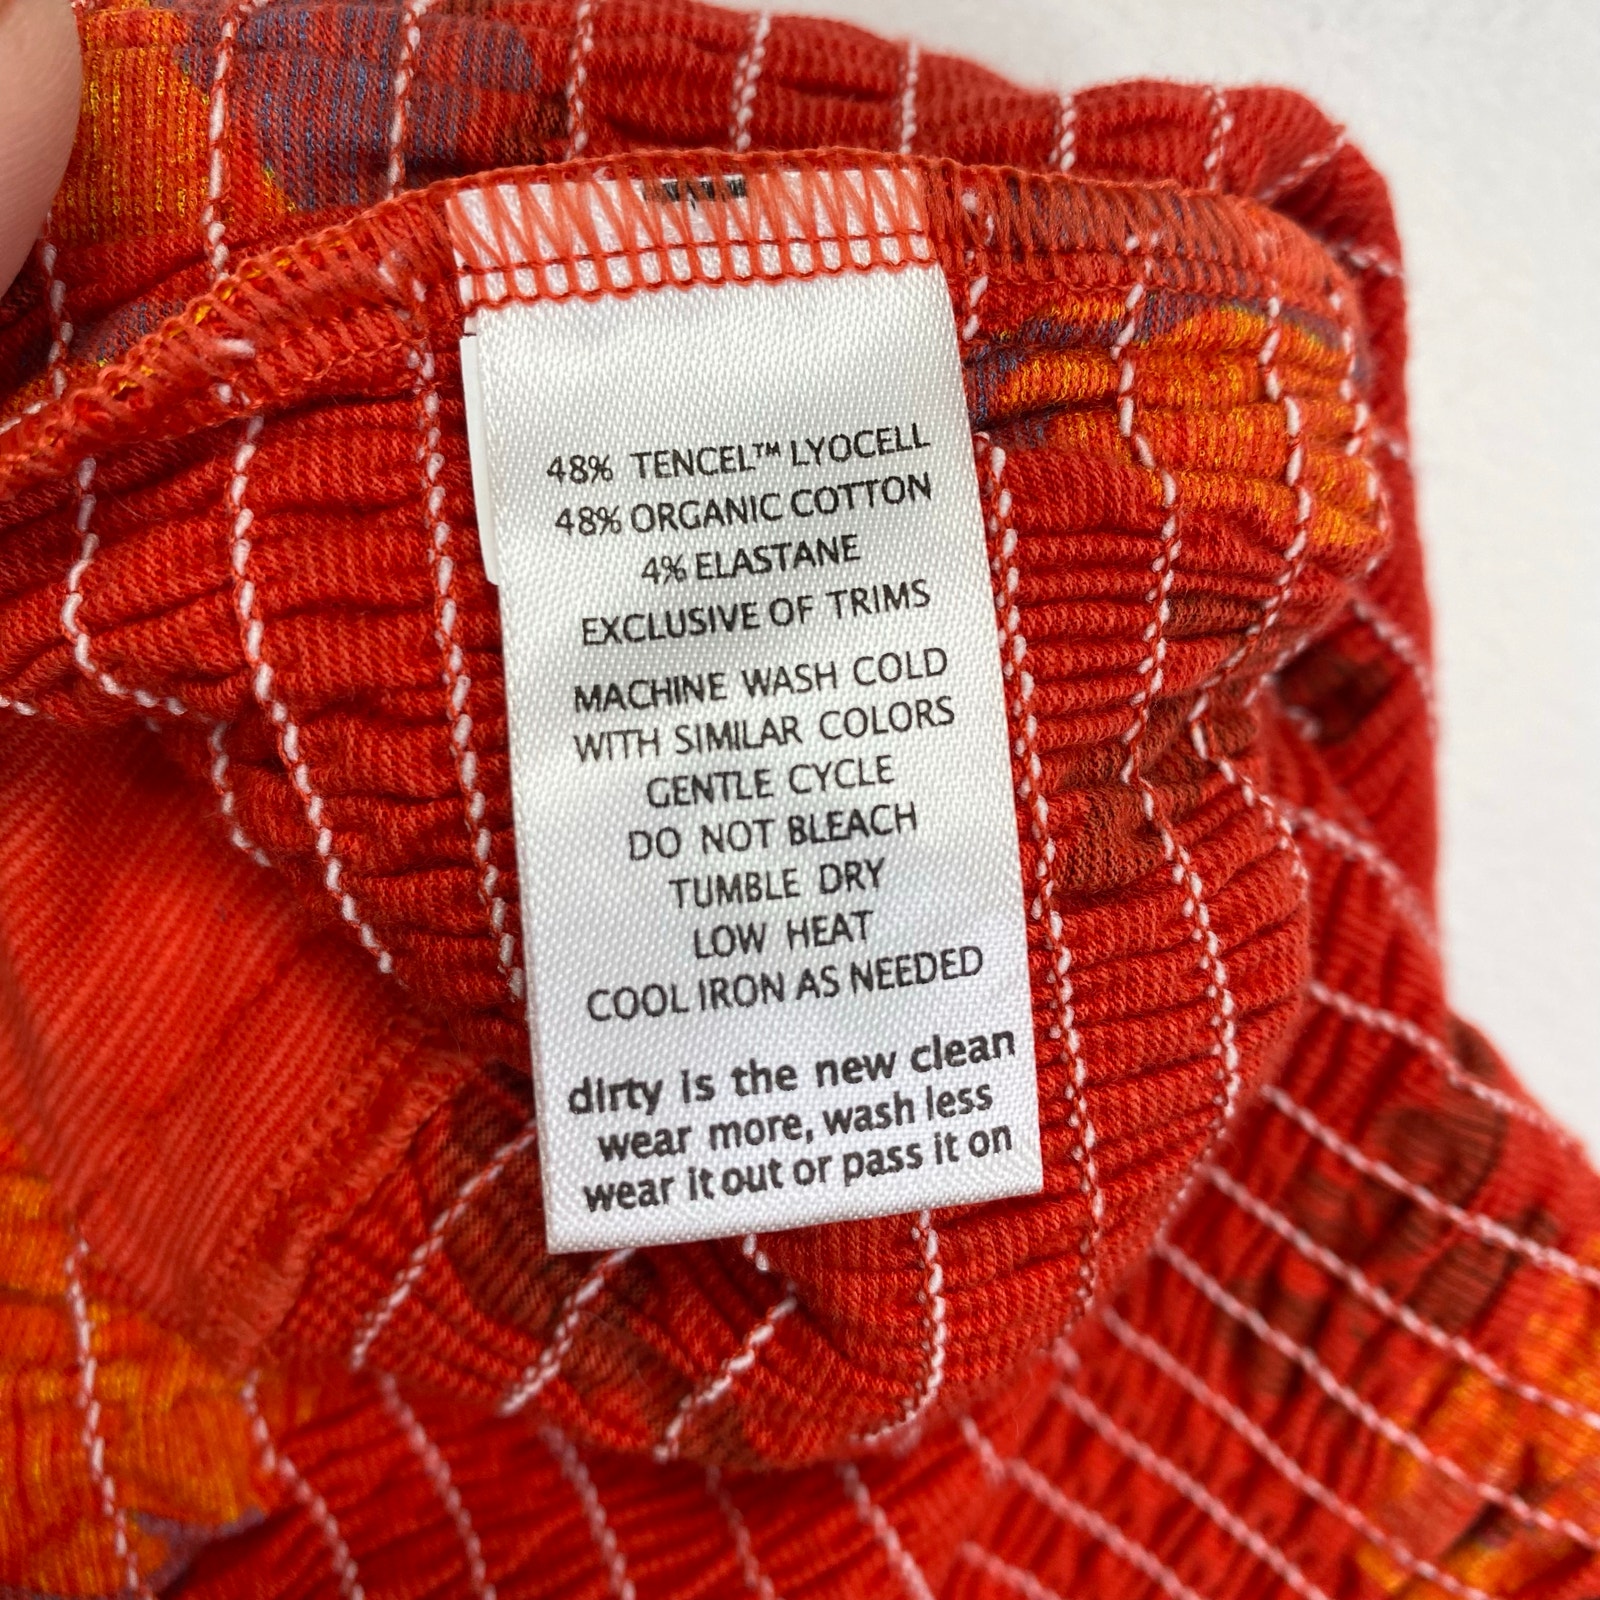 48% TENCEL™ LYOCELL
48% ORGANIC COTTON
4% ELASTANE
EXCLUSIVE OF TRIMS
MACHINE WASH COLD
WITH SIMILAR COLORS
GENTLE CYCLE
DO NOT BLEACH
TUMBLE DRY
LOW HEAT
COOL IRON AS NEEDED
dirty is the new clean
wear more, wash less
wear it out or pass it on